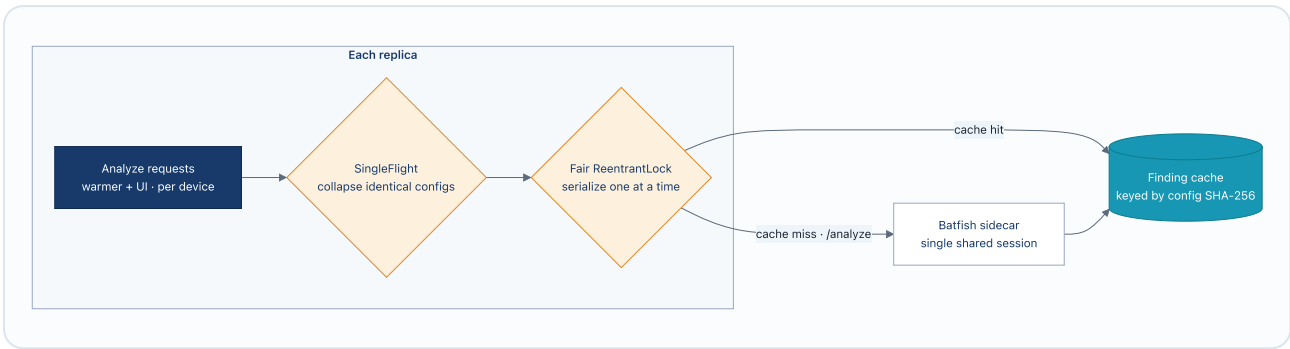 Each replica
Analyze requests
warmer + UI · per device
SingleFlight
collapse identical configs
Fair ReentrantLock
serialize one at a time
cache hit
cache miss · /analyze
Batfish sidecar
single shared session
Finding cache
keyed by config SHA-256